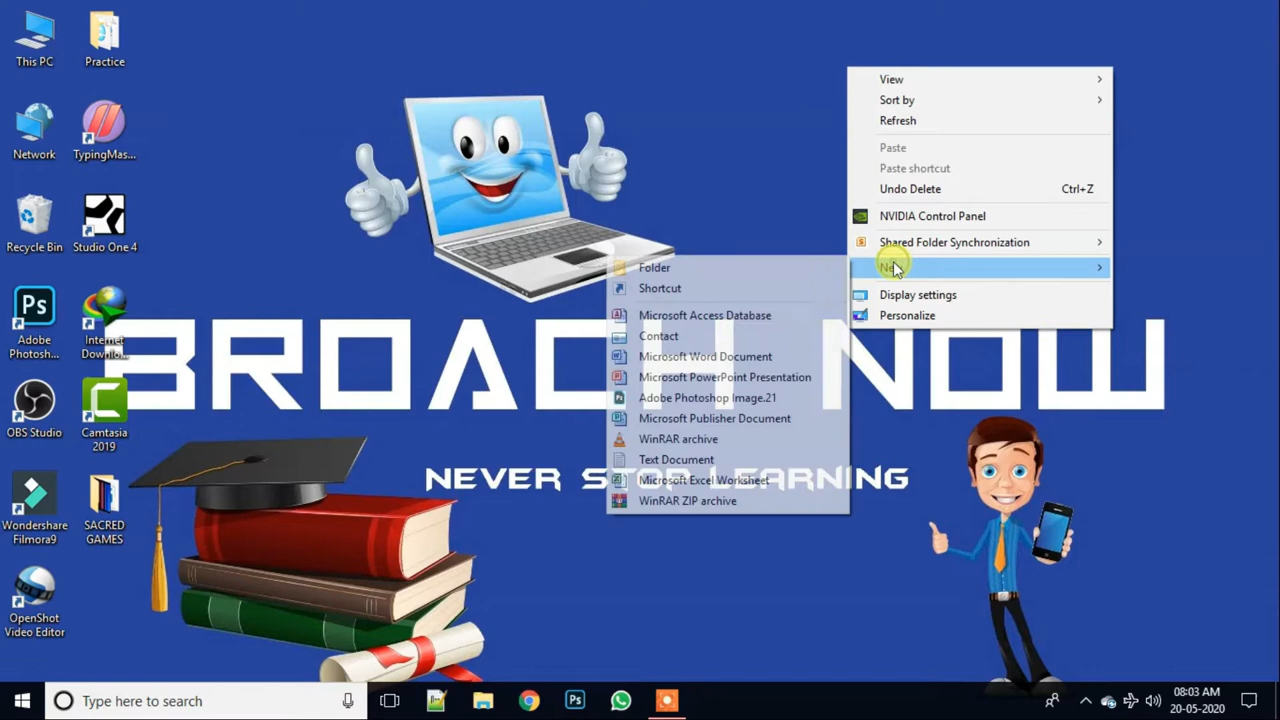 This PC
Practice
Network
TypingMas...
Recycle Bin
Studio One 4
Adobe
Photosh...
Internet
Downlo...
OBS Studio
Camtasia
2019
Wondershare
Filmora9
SACRED
GAMES
OpenShot
Video Editor
View
Sort by
Refresh
Paste
Paste shortcut
Undo Delete Ctrl+Z
NVIDIA Control Panel
Shared Folder Synchronization
Display settings
Personalize
Folder
Shortcut
Microsoft Access Database
Contact
Microsoft Word Document
Microsoft PowerPoint Presentation
Adobe Photoshop Image.21
Microsoft Publisher Document
WinRAR archive
Text Document
Microsoft Excel Worksheet
WinRAR ZIP archive
BROACH NOW
NEVER STOP LEARNING
Type here to search
08:03 AM
20-05-2020